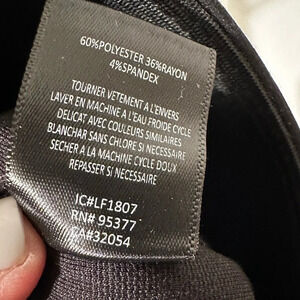 60%POLYESTER 36%RAYON
4%SPANDEX
TOURNER VETEMENT A L'ENVERS
LAVER EN MACHINE A L'EAU FROIDE CYCLE
DELICAT AVEC COULEURS SIMILAIRES
BLANCHAR SANS CHLORE SI NECESSAIRE
SECHER A LA MACHINE CYCLE DOUX
REPASSER SI NECESSAIRE
IC#LF1807
RN# 95377
CA#32054